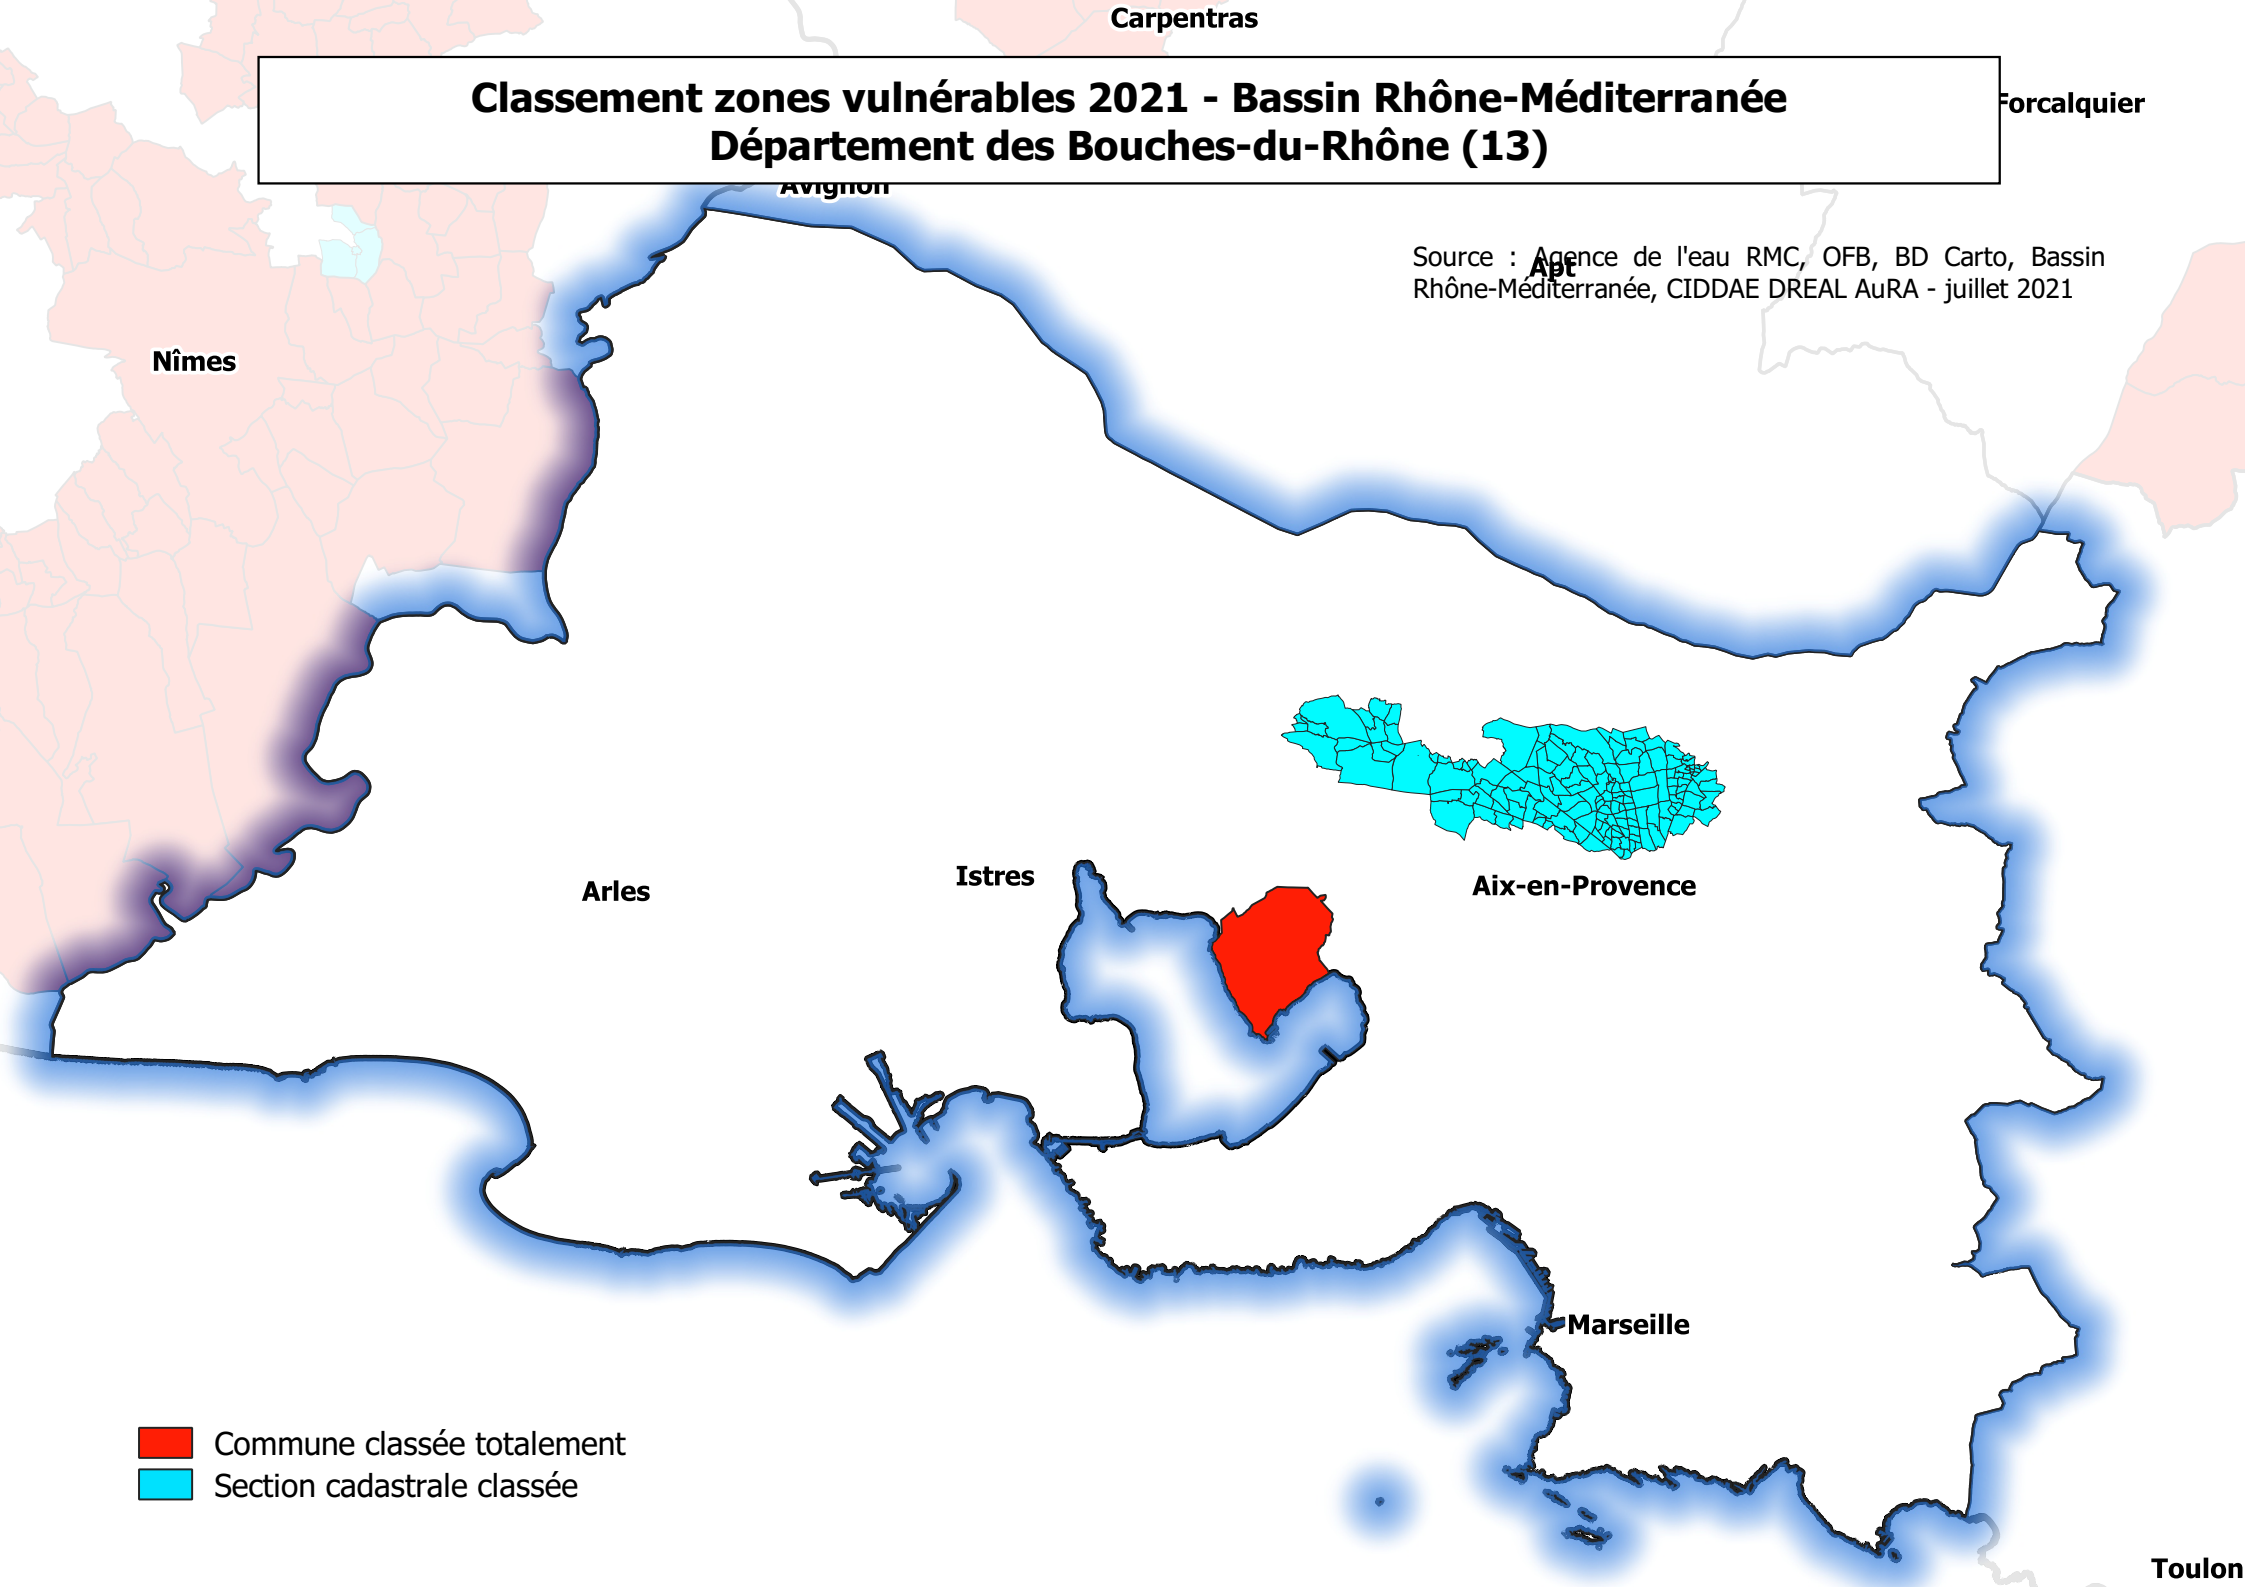 Carpentras
Classement zones vulnérables 2021 - Bassin Rhône-Méditerranée
Département des Bouches-du-Rhône (13)
Forcalquier
Avignon
Source : Agence de l'eau RMC, OFB, BD Carto, Bassin
Rhône-Méditerranée, CIDDAE DREAL AuRA - juillet 2021
Apt
Nîmes
Arles
Istres
Aix-en-Provence
Marseille
Commune classée totalement
Section cadastrale classée
Toulon